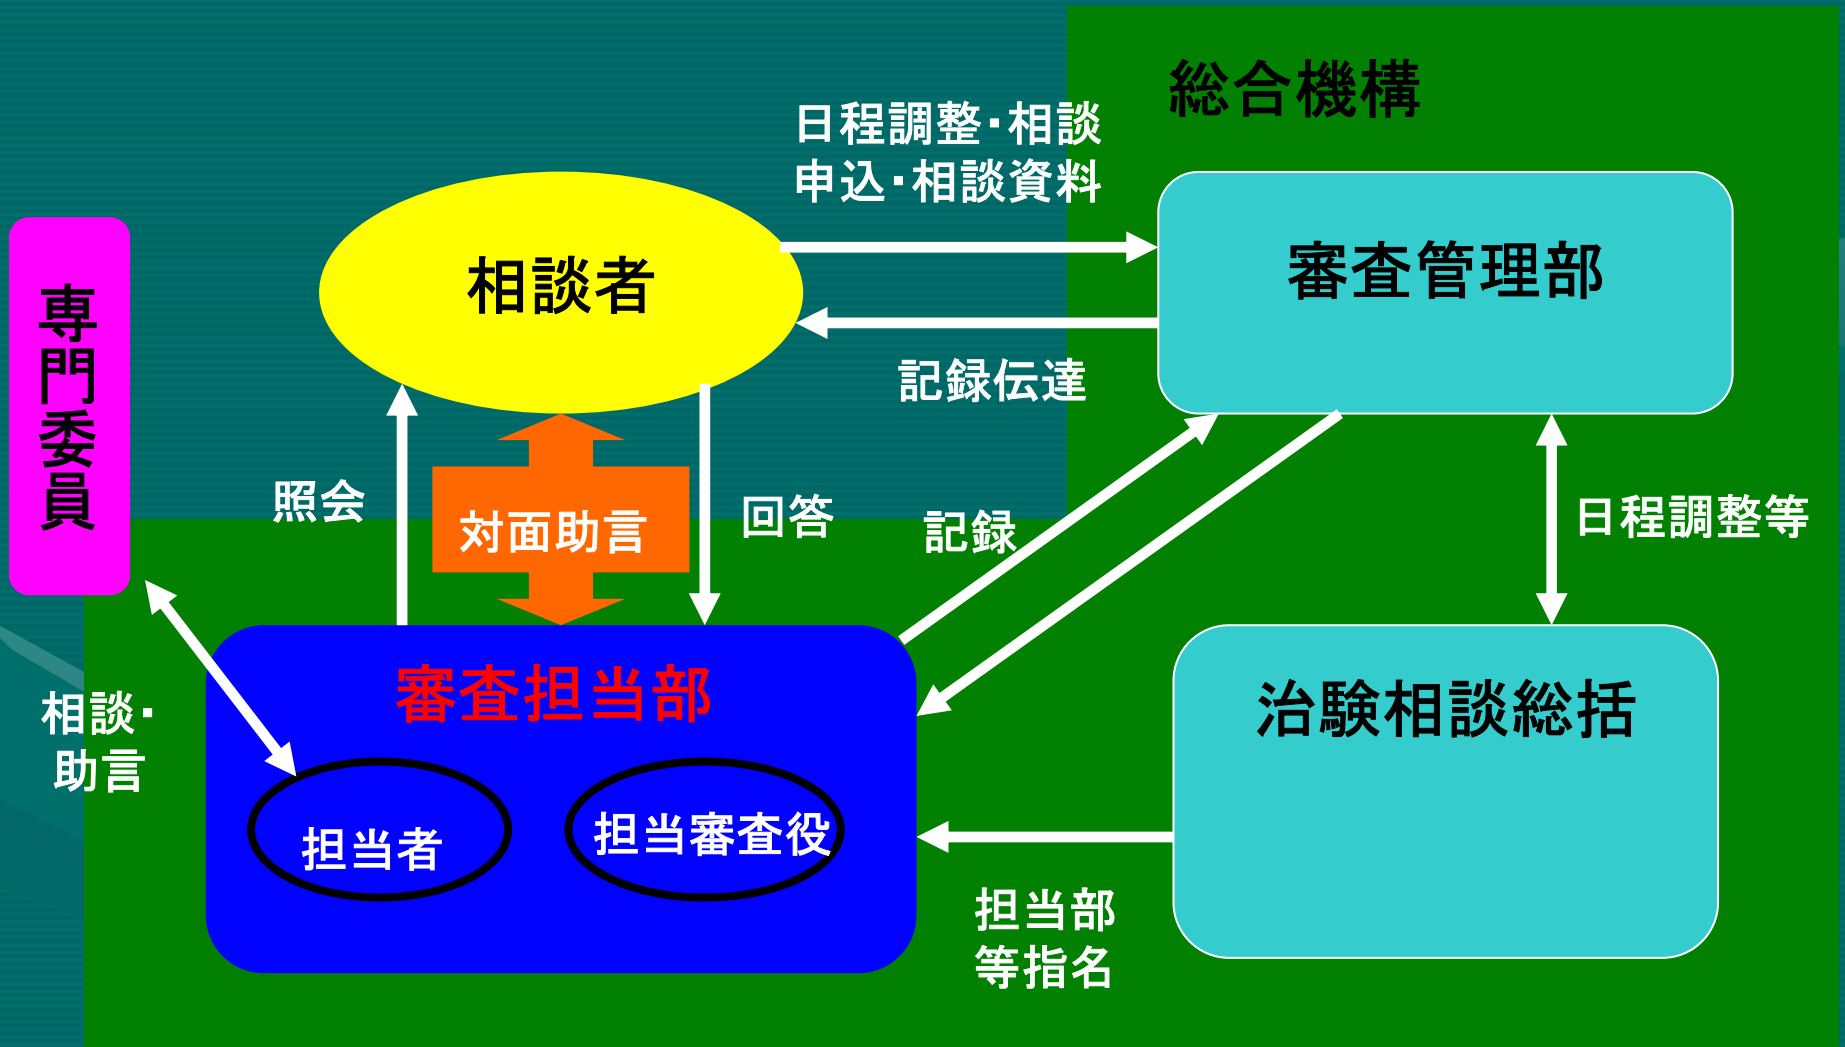 総合機構
日程調整・相談
申込・相談資料
相談者
審査管理部
専門委員
記録伝達
照会
対面助言
回答
記録
日程調整等
審査担当部
治験相談総括
相談・
助言
担当者
担当審査役
担当部
等指名